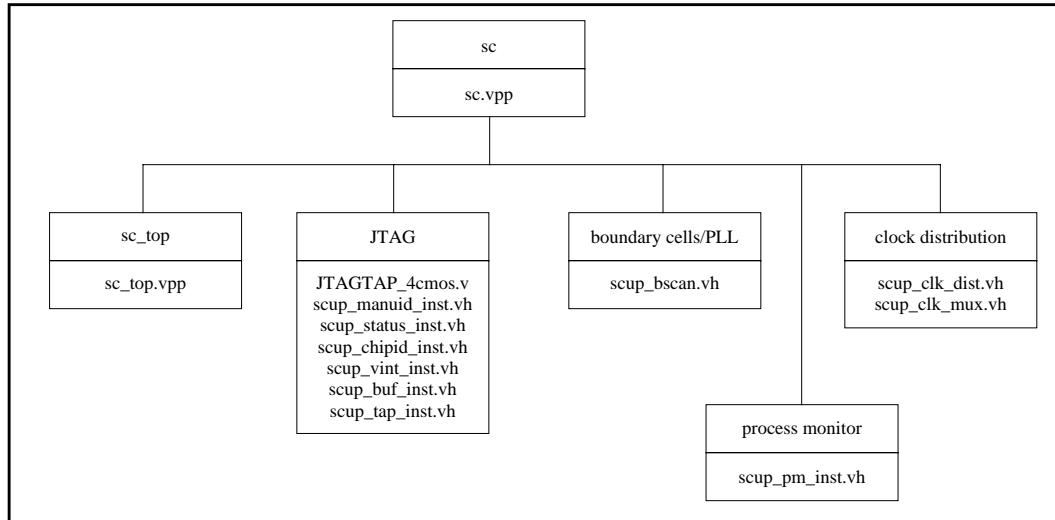 sc
sc.vpp
sc_top
sc_top.vpp
JTAG
JTAGTAP_4cmos.v
scup_manuid_inst.vh
scup_status_inst.vh
scup_chipid_inst.vh
scup_vint_inst.vh
scup_buf_inst.vh
scup_tap_inst.vh
boundary cells/PLL
scup_bscan.vh
clock distribution
scup_clk_dist.vh
scup_clk_mux.vh
process monitor
scup_pm_inst.vh